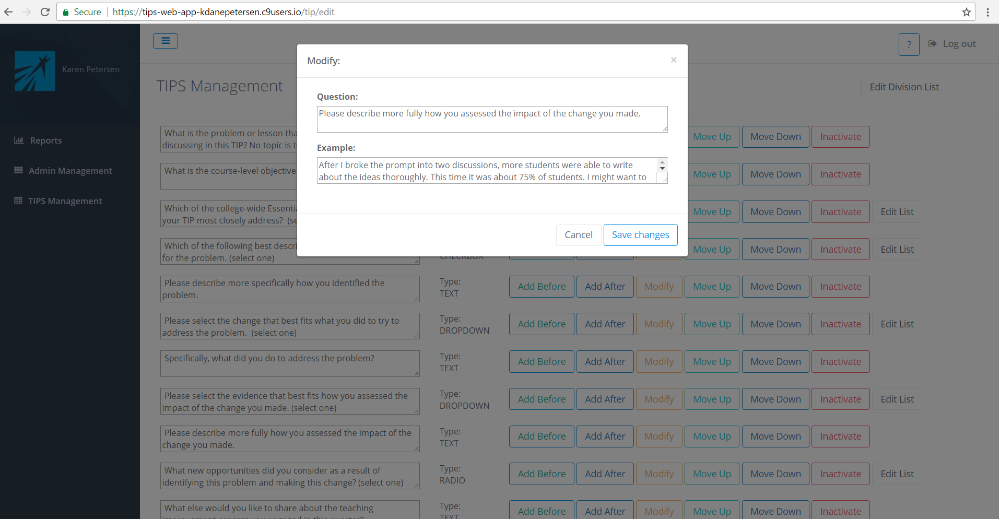 Secure https://tips-web-app-kdanepetersen.c9users.io/tip/edit
Karen Petersen
Reports
Admin Management
TIPS Management
? Log out
TIPS Management
Edit Division List
Modify:
×
Question:
Please describe more fully how you assessed the impact of the change you made.
Example:
After I broke the prompt into two discussions, more students were able to write
about the ideas thoroughly. This time it was about 75% of students. I might want to
Cancel Save changes
What is the problem or lesson
discussing in this TIP? No topic is
Move Up Move Down Inactivate
What is the course-level objective
Move Up Move Down Inactivate
Which of the college-wide
your TIP most closely address?
Move Up Move Down Inactivate Edit List
Which of the following best
for the problem. (select one)
CHECKBOX
Move Up Move Down Inactivate Edit List
Please describe more specifically how you identified the
problem.
Type:
TEXT
Add Before Add After Modify Move Up Move Down Inactivate
Please select the change that best fits what you did to try to
address the problem. (select one)
Type:
DROPDOWN
Add Before Add After Modify Move Up Move Down Inactivate Edit List
Specifically, what did you do to address the problem?
Type:
TEXT
Add Before Add After Modify Move Up Move Down Inactivate
Please select the evidence that best fits how you assessed the
impact of the change you made. (select one)
Type:
DROPDOWN
Add Before Add After Modify Move Up Move Down Inactivate Edit List
Please describe more fully how you assessed the impact of the
change you made.
Type:
TEXT
Add Before Add After Modify Move Up Move Down Inactivate
What new opportunities did you consider as a result of
identifying this problem and making this change? (select one)
Type:
RADIO
Add Before Add After Modify Move Up Move Down Inactivate Edit List
What else would you like to share about the teaching
improvement process you engaged in this quarter?
Type:
TEXT
Add Before Add After Modify Move Up Move Down Inactivate